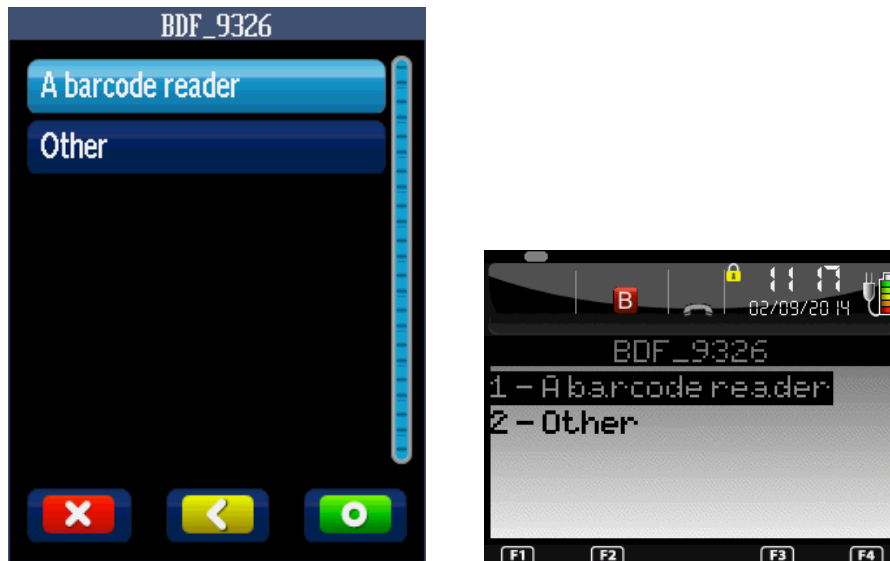 BDF_9326
A barcode reader
Other
B
11 17
02/09/2014
BDF_9326
1 - A barcode reader
2 - Other
F1 F2 F3 F4